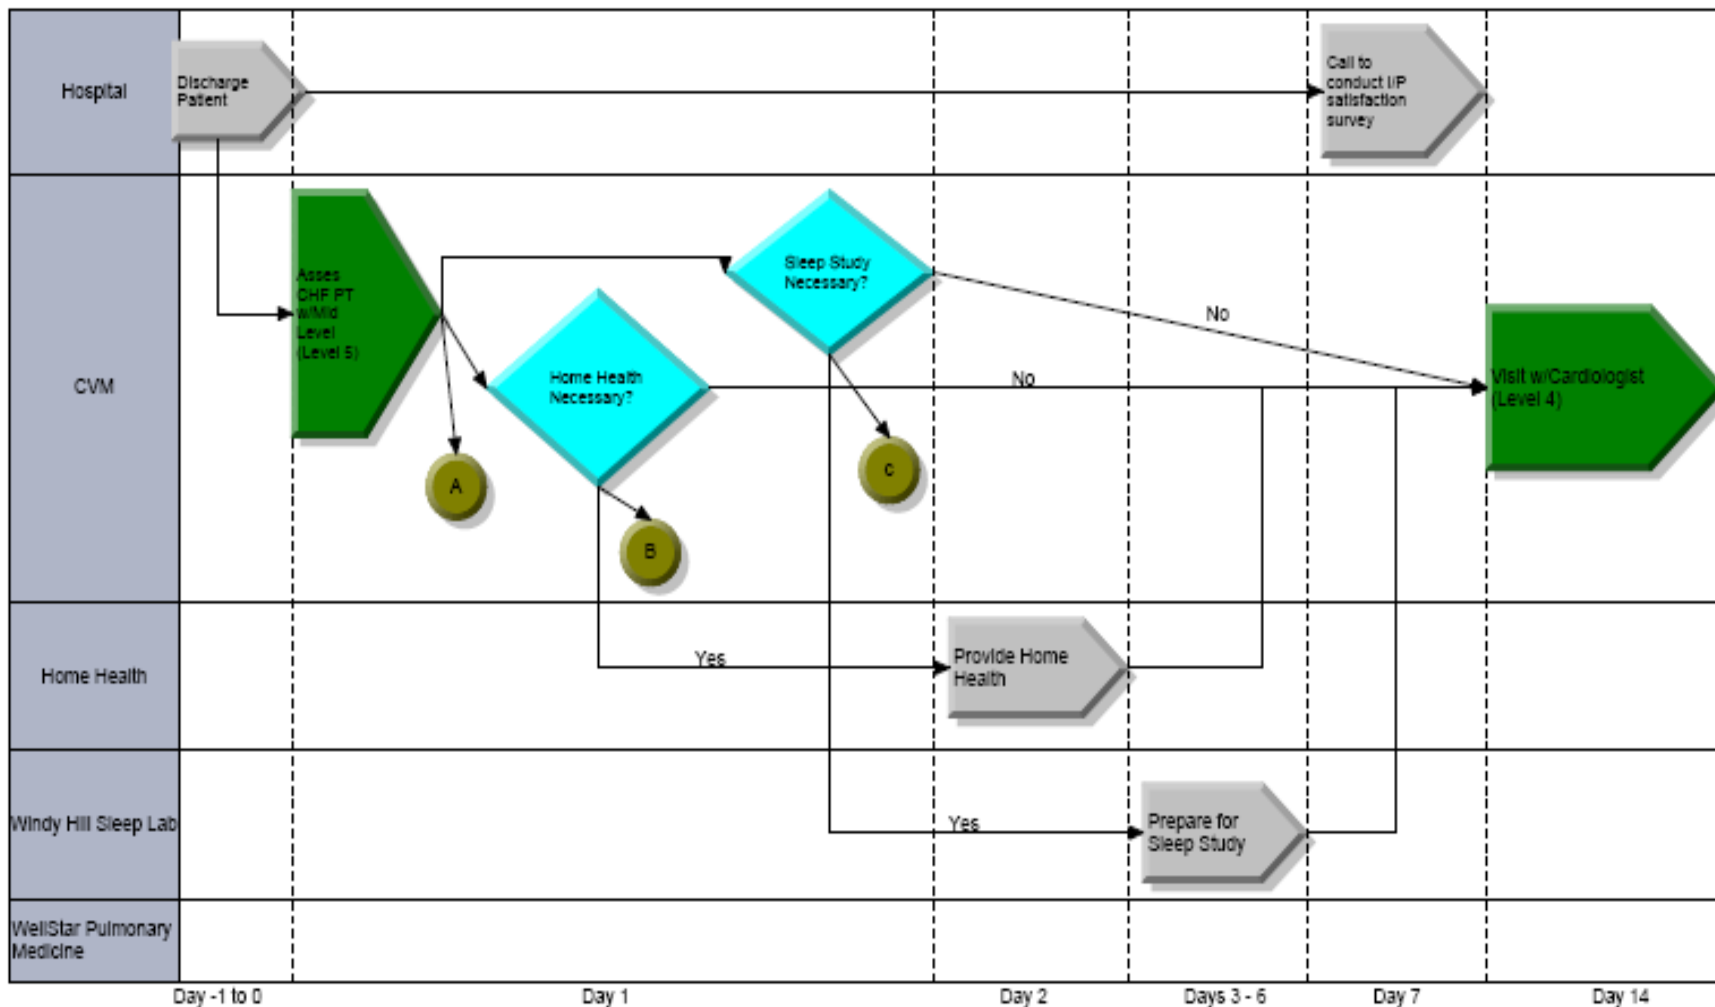 Hospital
Discharge
Patient
Call to
conduct I/P
satisfaction
survey
CVM
Asses
CHF PT
w/Mid
Level
(Level 5)
Sleep Study
Necessary?
Home Health
Necessary?
No
No
Visit w/Cardiologist
(Level 4)
A
B
c
Home Health
Yes
Provide Home
Health
Windy Hill Sleep Lab
Yes
Prepare for
Sleep Study
WellStar Pulmonary
Medicine
Day -1 to 0
Day 1
Day 2
Days 3 - 6
Day 7
Day 14